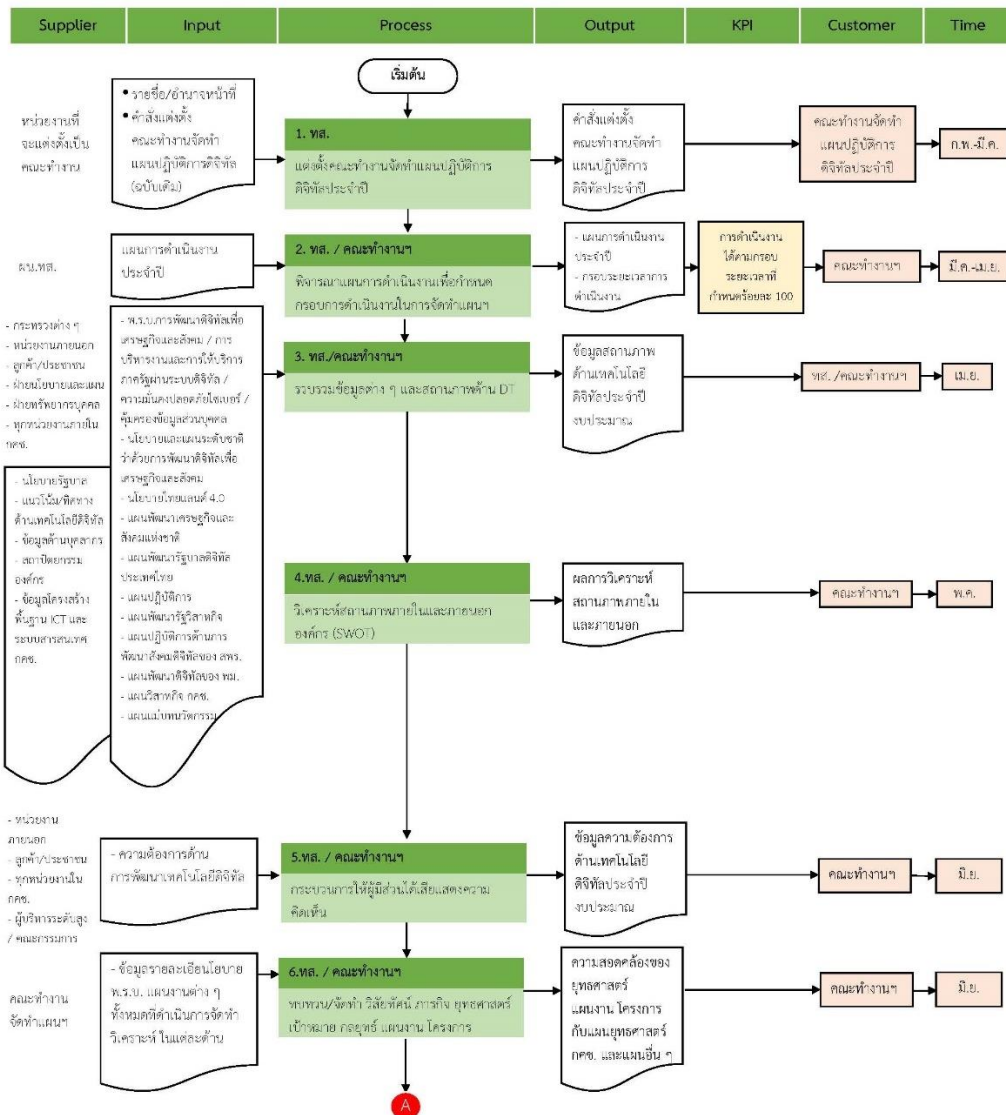 Supplier
Input
Process
Output
KPI
Customer
Time
เริ่มต้น
หน่วยงานที่
จะแต่งตั้งเป็น
คณะทำงาน
• รายชื่อ/อำนาจหน้าที่
• คำสั่งแต่งตั้ง
คณะทำงานจัดทำ
แผนปฏิบัติการดิจิทัล
(ฉบับเดิม)
1. ทส.
แต่งตั้งคณะทำงานจัดทำแผนปฏิบัติการ
ดิจิทัลประจำปี
คำสั่งแต่งตั้ง
คณะทำงานจัดทำ
แผนปฏิบัติการ
ดิจิทัลประจำปี
คณะทำงานจัดทำ
แผนปฏิบัติการ
ดิจิทัลประจำปี
ก.พ.-มี.ค.
ผน.ทส.
แผนการดำเนินงาน
ประจำปี
2. ทส. / คณะทำงานฯ
พิจารณาแผนการดำเนินงานเพื่อกำหนด
กรอบการดำเนินงานในการจัดทำแผนฯ
- แผนการดำเนินงาน
ประจำปี
- กรอบระยะเวลาการ
ดำเนินงาน
การดำเนินงาน
ได้ตามกรอบ
ระยะเวลาที่
กำหนดร้อยละ 100
คณะทำงานฯ
มี.ค.-เม.ย.
- กระทรวงต่าง ๆ
- หน่วยงานภายนอก
- ลูกค้า/ประชาชน
- ฝ่ายนโยบายและแผน
- ฝ่ายทรัพยากรบุคคล
- ทุกหน่วยงานภายใน
กคช.
- นโยบายรัฐบาล
- แนวโน้ม/ทิศทาง
ด้านเทคโนโลยีดิจิทัล
- ข้อมูลด้านบุคลากร
- สถาปัตยกรรม
องค์กร
- ข้อมูลโครงสร้าง
พื้นฐาน ICT และ
ระบบสารสนเทศ
กคช.
- พ.ร.บ.การพัฒนาดิจิทัลเพื่อ
เศรษฐกิจและสังคม / การ
บริหารงานและการให้บริการ
ภาครัฐผ่านระบบดิจิทัล /
ความมั่นคงปลอดภัยไซเบอร์ /
คุ้มครองข้อมูลส่วนบุคคล
- นโยบายและแผนระดับชาติ
ว่าด้วยการพัฒนาดิจิทัลเพื่อ
เศรษฐกิจและสังคม
- นโยบายไทยแลนด์ 4.0
- แผนพัฒนาเศรษฐกิจและ
สังคมแห่งชาติ
- แผนพัฒนารัฐบาลดิจิทัล
ประเทศไทย
- แผนปฏิบัติการ
- แผนพัฒนารัฐวิสาหกิจ
- แผนปฏิบัติการด้านการ
พัฒนาสังคมดิจิทัลของ สพร.
- แผนพัฒนาดิจิทัลของ พม.
- แผนวิสาหกิจ กคช.
- แผนแม่บทนวัตกรรม
3. ทส./คณะทำงานฯ
รวบรวมข้อมูลต่าง ๆ และสถานภาพด้าน DT
ข้อมูลสถานภาพ
ด้านเทคโนโลยี
ดิจิทัลประจำปี
งบประมาณ
ทส./คณะทำงานฯ
เม.ย.
4.ทส. / คณะทำงานฯ
วิเคราะห์สถานภาพภายในและภายนอก
องค์กร (SWOT)
ผลการวิเคราะห์
สถานภาพภายใน
และภายนอก
คณะทำงานฯ
พ.ค.
- หน่วยงาน
ภายนอก
- ลูกค้า/ประชาชน
- ทุกหน่วยงานใน
กคช.
- ผู้บริหารระดับสูง
/ คณะกรรมการ
- ความต้องการด้าน
การพัฒนาเทคโนโลยีดิจิทัล
5.ทส. / คณะทำงานฯ
กระบวนการให้ผู้มีส่วนได้เสียแสดงความ
คิดเห็น
ข้อมูลความต้องการ
ด้านเทคโนโลยี
ดิจิทัลประจำปี
งบประมาณ
คณะทำงานฯ
มิ.ย.
คณะทำงาน
จัดทำแผนฯ
- ข้อมูลรายละเอียนโยบาย
พ.ร.บ. แผนงานต่าง ๆ
ทั้งหมดที่ดำเนินการจัดทำ
วิเคราะห์ ในแต่ละด้าน
6.ทส. / คณะทำงานฯ
ทบทวน/จัดทำ วิสัยทัศน์ ภารกิจ ยุทธศาสตร์
เป้าหมาย กลยุทธ์ แผนงาน โครงการ
ความสอดคล้องของ
ยุทธศาสตร์
แผนงาน โครงการ
กับแผนยุทธศาสตร์
กคช. และแผนอื่น ๆ
คณะทำงานฯ
มิ.ย.
A